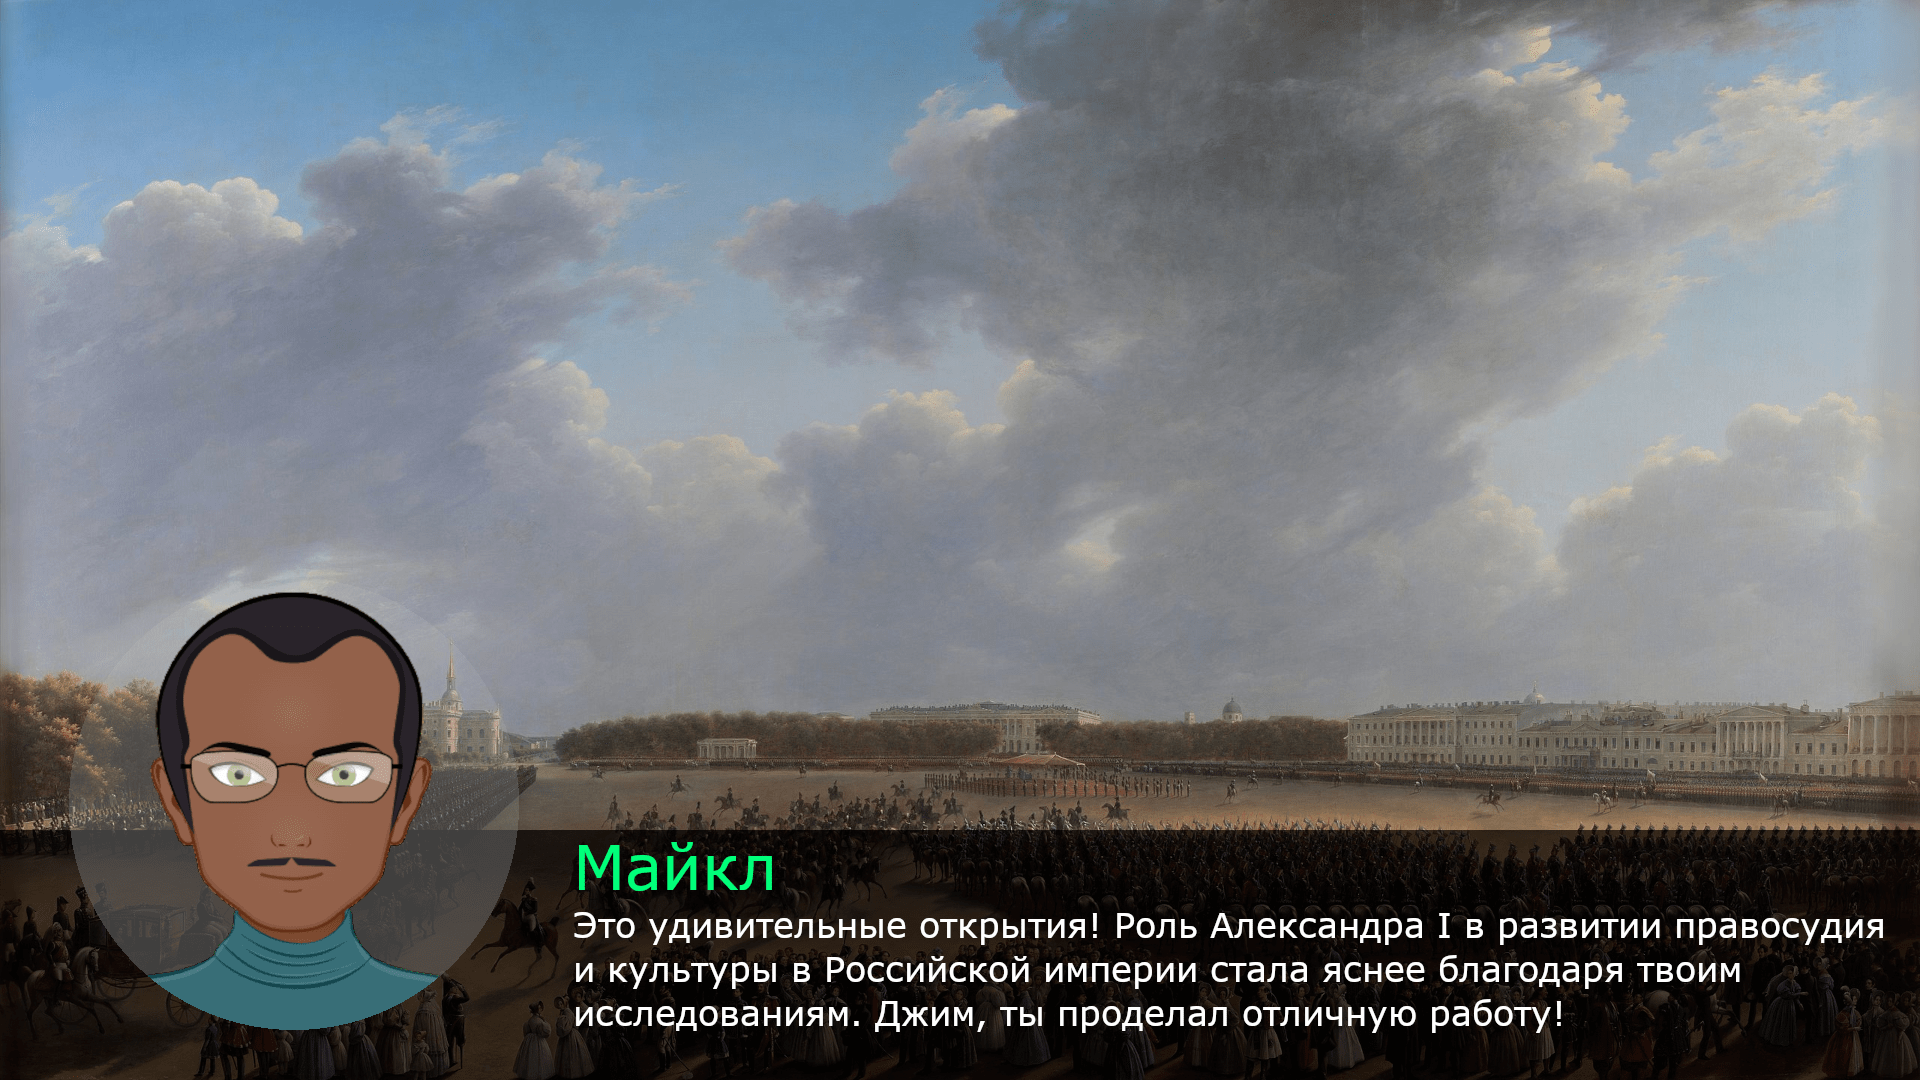 Майкл
Это удивительные открытия! Роль Александра I в развитии правосудия
и культуры в Российской империи стала яснее благодаря твоим
исследованиям. Джим, ты проделал отличную работу!